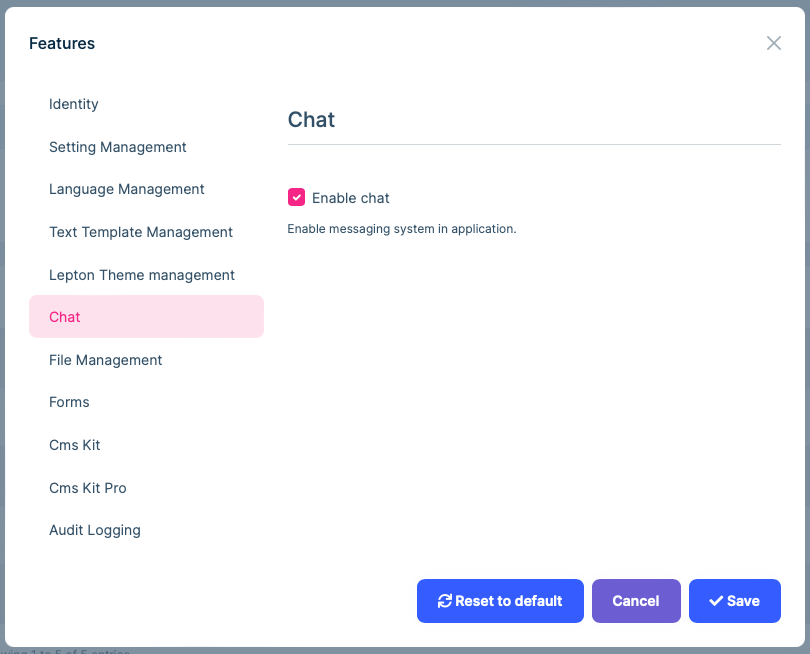 Features
Identity
Setting Management
Language Management
Text Template Management
Lepton Theme management
Chat
File Management
Forms
Cms Kit
Cms Kit Pro
Audit Logging
Chat
Enable chat
Enable messaging system in application.
Reset to default
Cancel
Save